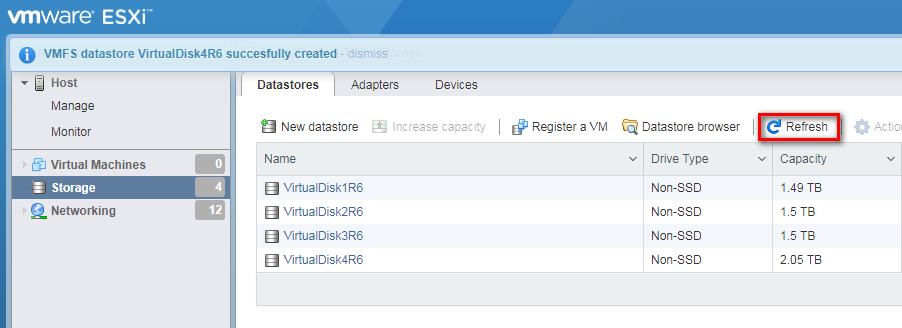 vmware ESXi
VMFS datastore VirtualDisk4R6 succesfully created - dismiss
Host
Manage
Monitor
Virtual Machines 0
Storage 4
Networking 12
Datastores Adapters Devices
New datastore Increase capacity Register a VM Datastore browser Refresh Actio
Name Drive Type Capacity
VirtualDisk1R6 Non-SSD 1.49 TB
VirtualDisk2R6 Non-SSD 1.5 TB
VirtualDisk3R6 Non-SSD 1.5 TB
VirtualDisk4R6 Non-SSD 2.05 TB